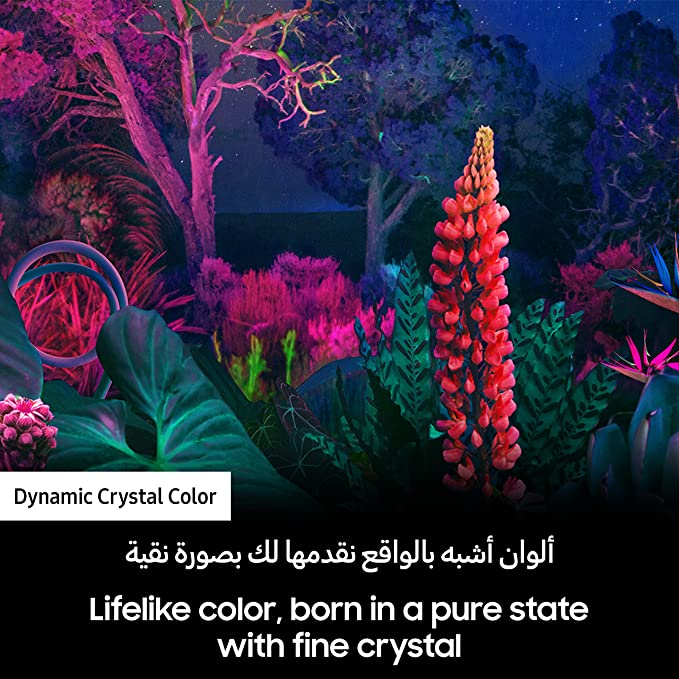 Dynamic Crystal Color
ألوان أشبه بالواقع نقدمها لك بصورة نقية
Lifelike color, born in a pure state
with fine crystal